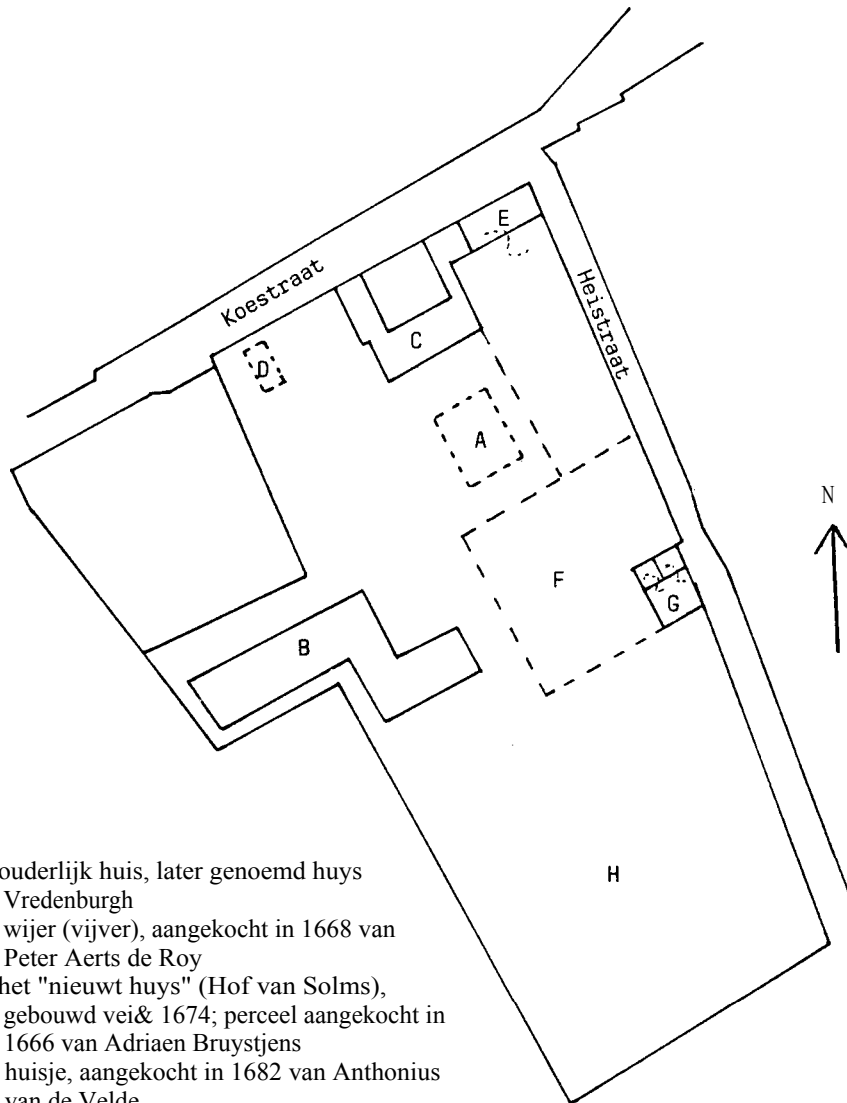 Koestraat
Heistraat
E
C
D
A
N
F
G
B
H
ouderlijk huis, later genoemd huys
Vredenburgh
wijer (vijver), aangekocht in 1668 van
Peter Aerts de Roy
het "nieuwt huys" (Hof van Solms),
gebouwd vei& 1674; perceel aangekocht in
1666 van Adriaen Bruystjens
huisje, aangekocht in 1682 van Anthonius
van de Velde